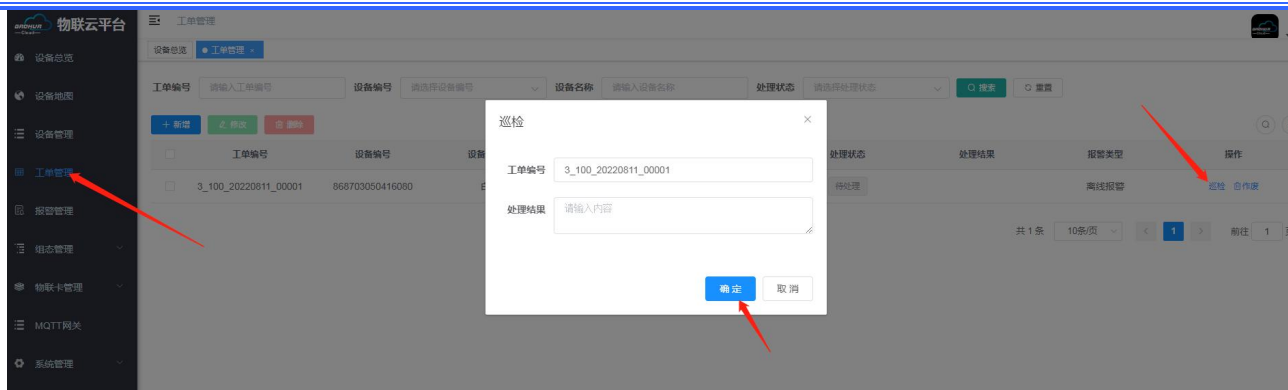 物联云平台
工单管理
设备总览
工单管理 ×
设备总览
设备地图
设备管理
工单管理
报警管理
组态管理
物联卡管理
MQTT网关
系统管理
工单编号 请输入工单编号 设备编号 请选择设备编号 设备名称 请输入设备名称 处理状态 请选择处理状态 搜索 重置
+ 新增 修改 删除
工单编号 设备编号 设备 处理状态 处理结果 报警类型 操作
3_100_20220811_00001 868703050416080 待处理 离线报警 巡检 作废
共 1 条 10条/页 < 1 > 前往 1
巡检 ×
工单编号 3_100_20220811_00001
处理结果 请输入内容
确定 取消